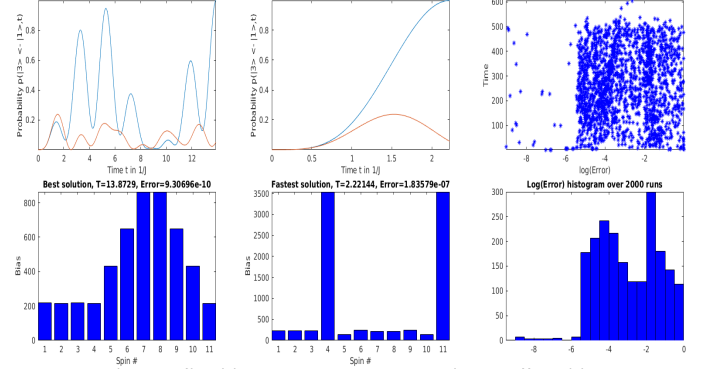 Probability p(|3> <- |1>,t)
0.8
0.6
0.4
0.2
0 2 4 6 8 10 12
Time t in 1/J
Probability p(|3> <- |1>,t)
0.8
0.6
0.4
0.2
0 0.5 1 1.5 2
Time t in 1/J
Time
600
500
400
300
200
100
-8 -6 -4 -2
log(Error)
Best solution, T=13.8729, Error=9.30696e-10
Bias
800
600
400
200
0
1 2 3 4 5 6 7 8 9 10 11
Spin #
Fastest solution, T=2.22144, Error=1.83579e-07
Bias
3500
3000
2500
2000
1500
1000
500
0
1 2 3 4 5 6 7 8 9 10 11
Spin #
Log(Error) histogram over 2000 runs
300
250
200
150
100
50
0
-8 -6 -4 -2 0